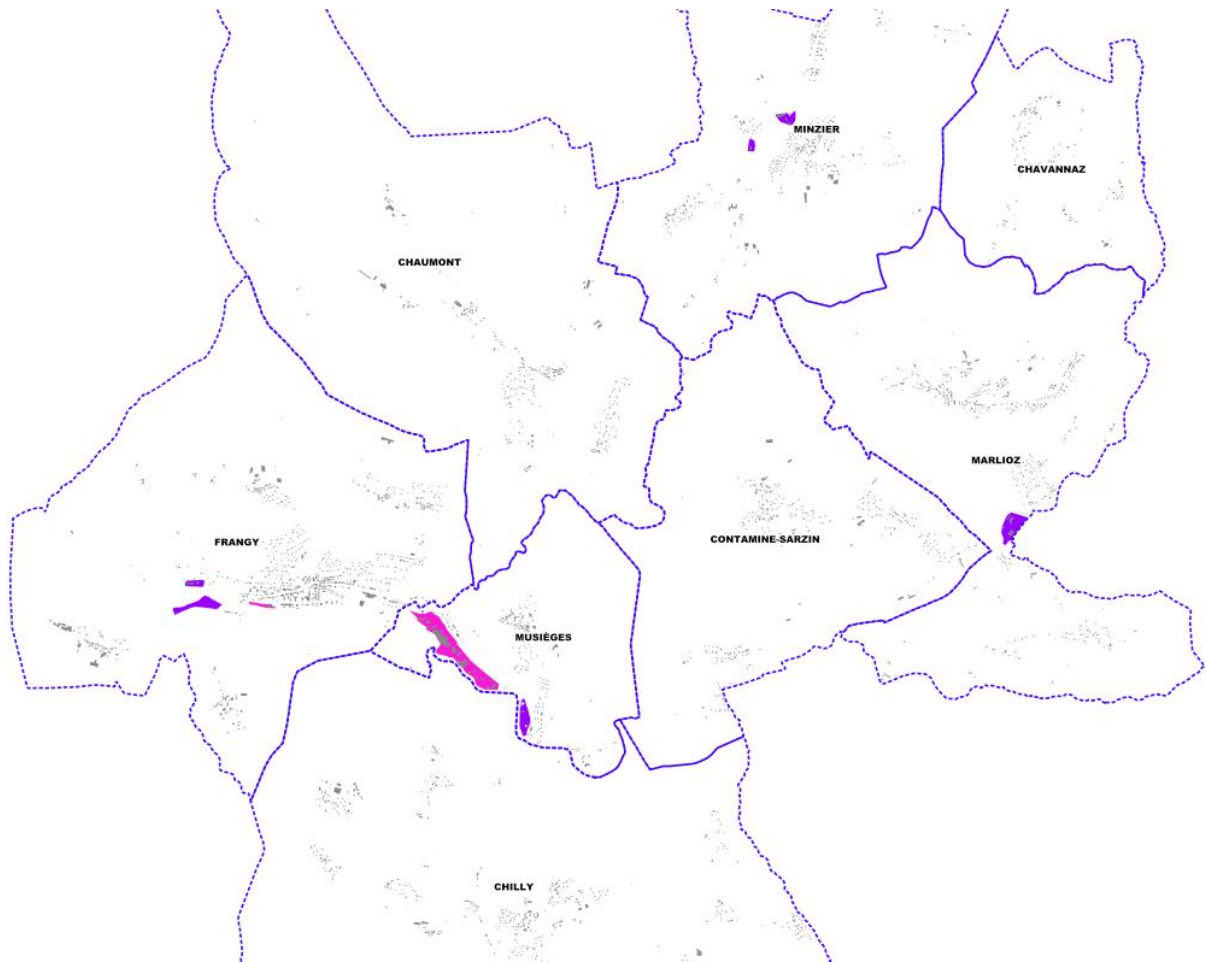 MINZIER
CHAVANNAZ
CHAUMONT
MARLIOZ
FRANGY
CONTAMINE-SARZIN
MUSIÈGES
CHILLY